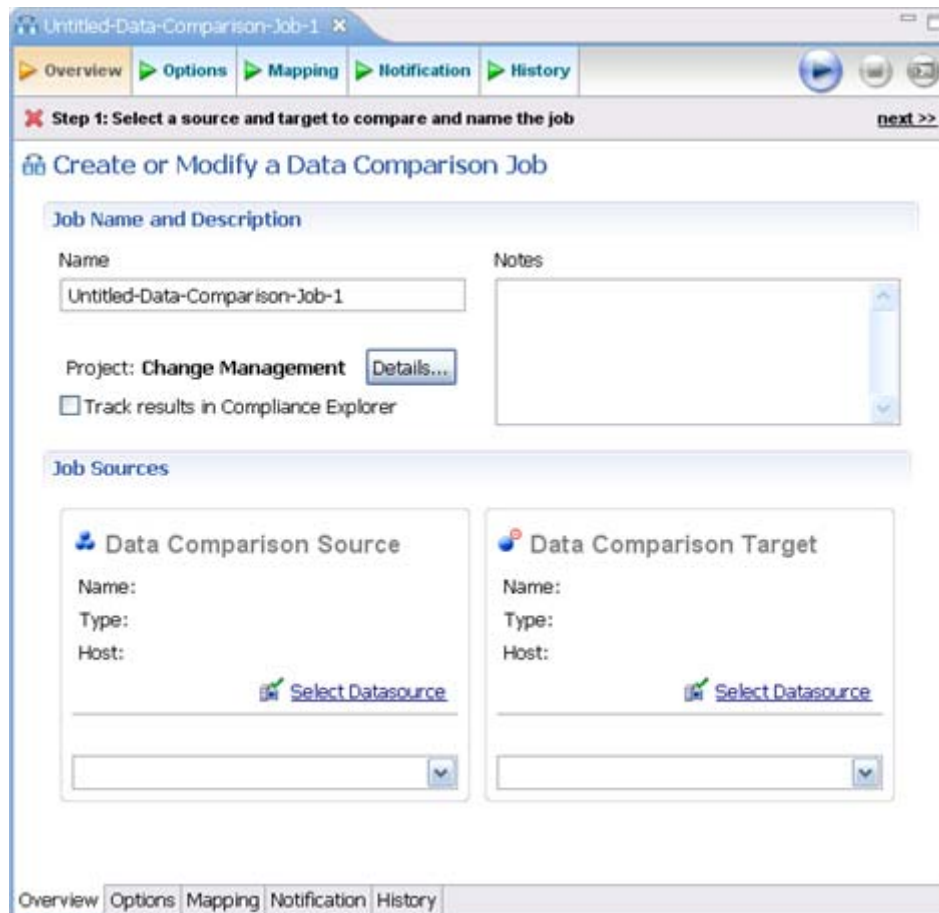 Untitled-Data-Comparison-Job-1
Overview Options Mapping Notification History
Step 1: Select a source and target to compare and name the job next >>
Create or Modify a Data Comparison Job
Job Name and Description
Name Notes
Untitled-Data-Comparison-Job-1
Project: Change Management Details...
Track results in Compliance Explorer
Job Sources
Data Comparison Source Data Comparison Target
Name: Name:
Type: Type:
Host: Host:
Select Datasource Select Datasource
Overview Options Mapping Notification History